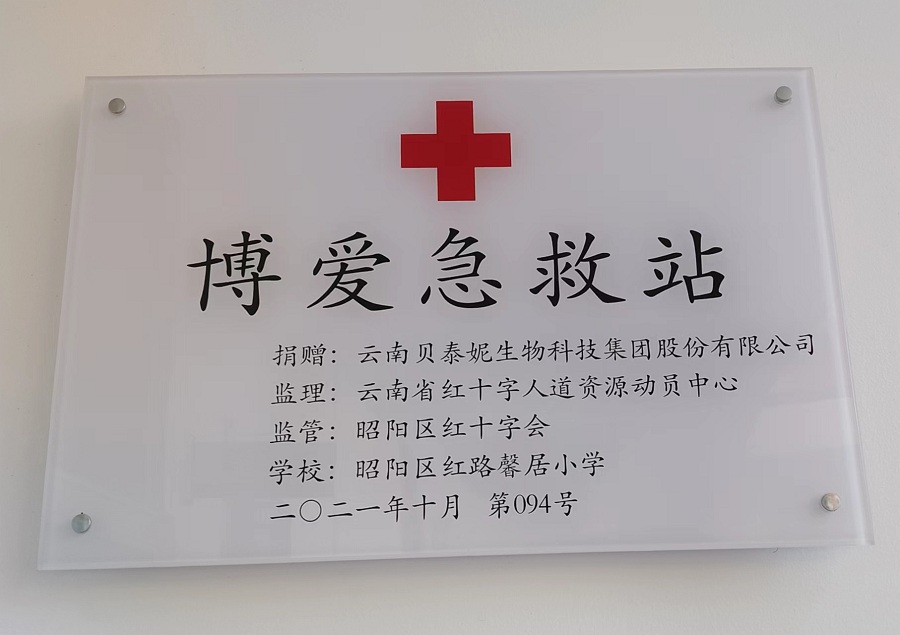 博爱急救站
捐赠：云南贝泰妮生物科技集团股份有限公司
监理：云南省红十字人道资源动员中心
监管：昭阳区红十字会
学校：昭阳区红路馨居小学
二〇二一年十月 第094号